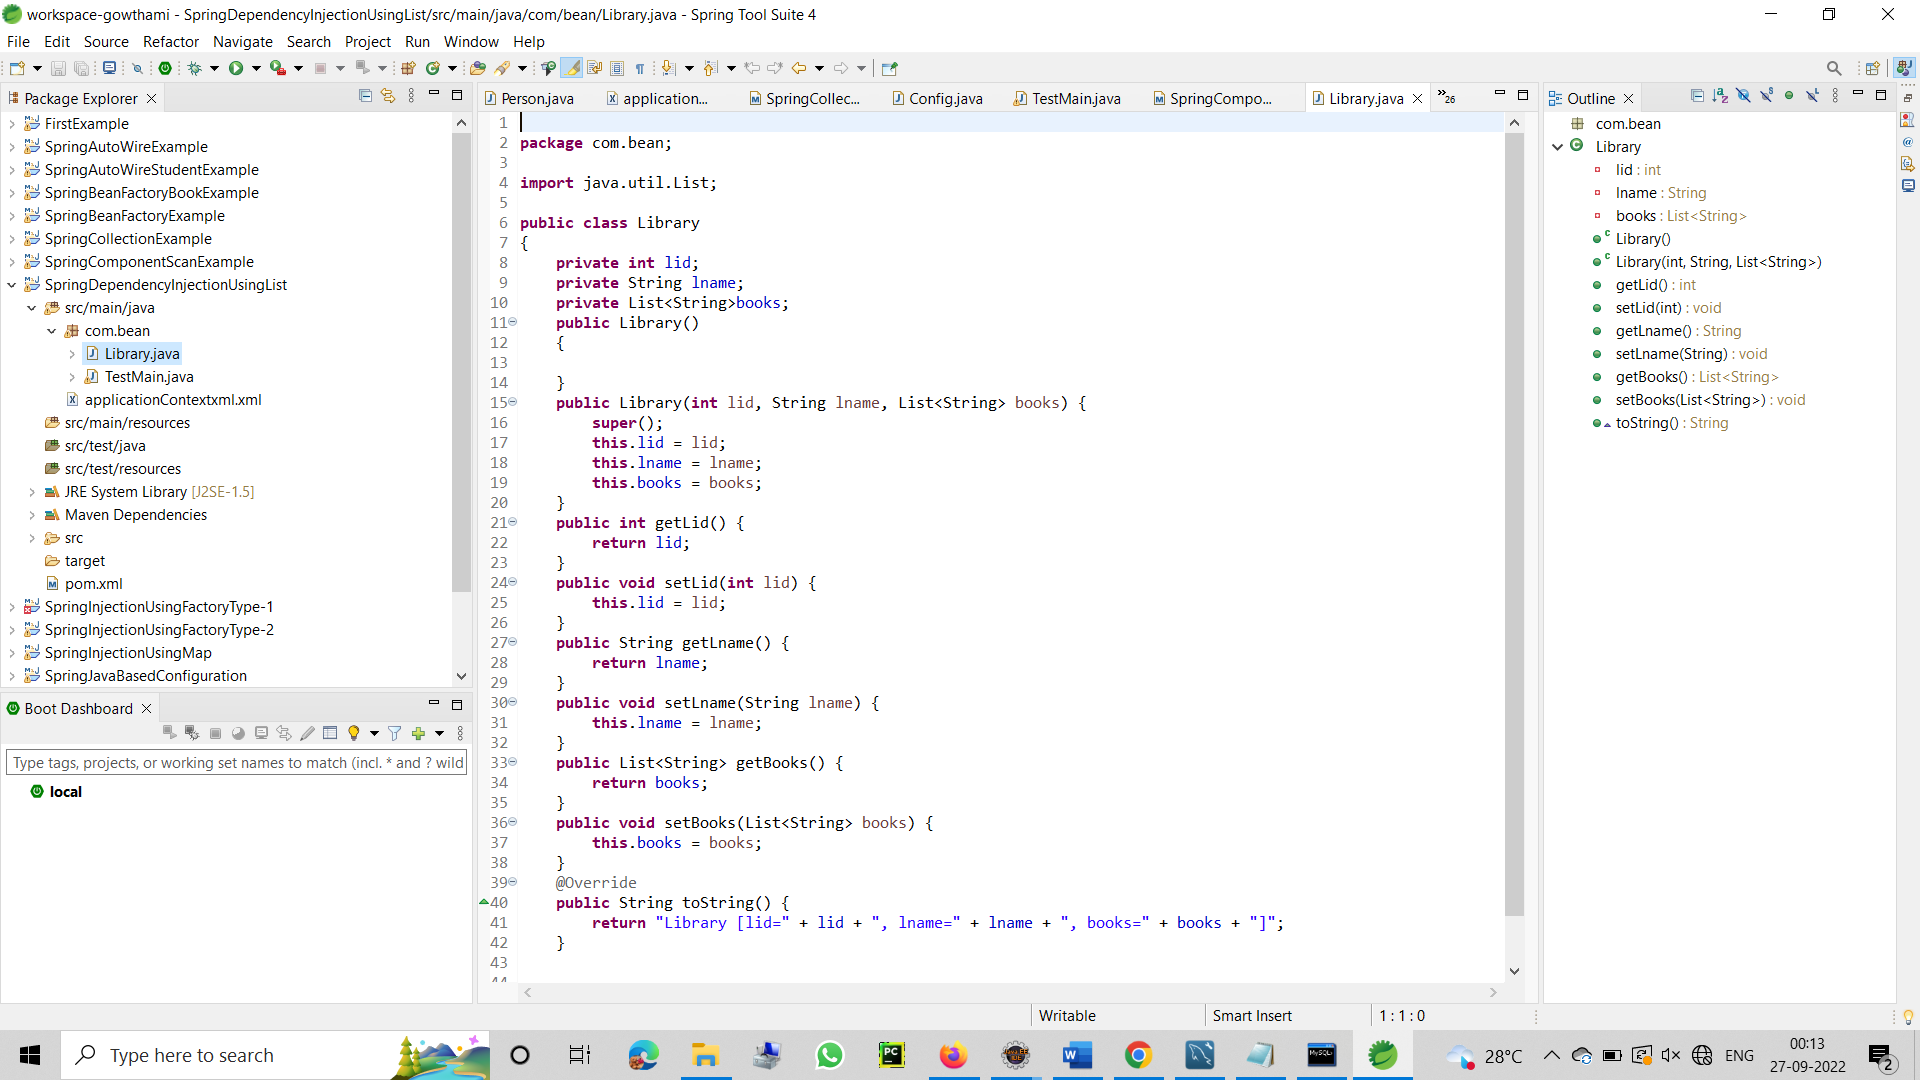 workspace-gowthami - SpringDependencyInjectionUsingList/src/main/java/com/bean/Library.java - Spring Tool Suite 4
File Edit Source Refactor Navigate Search Project Run Window Help
Package Explorer
FirstExample
SpringAutoWireExample
SpringAutoWireStudentExample
SpringBeanFactoryBookExample
SpringBeanFactoryExample
SpringCollectionExample
SpringComponentScanExample
SpringDependencyInjectionUsingList
src/main/java
com.bean
Library.java
TestMain.java
applicationContextxml.xml
src/main/resources
src/test/java
src/test/resources
JRE System Library [J2SE-1.5]
Maven Dependencies
src
target
pom.xml
SpringInjectionUsingFactoryType-1
SpringInjectionUsingFactoryType-2
SpringInjectionUsingMap
SpringJavaBasedConfiguration
Boot Dashboard
Type tags, projects, or working set names to match (incl. * and ? wild
local
Person.java application... SpringCollec... Config.java TestMain.java SpringCompo... Library.java 26
1
2 package com.bean;
3
4 import java.util.List;
5
6 public class Library
7 {
8 private int lid;
9 private String lname;
10 private List<String>books;
11 public Library()
12 {
13
14 }
15 public Library(int lid, String lname, List<String> books) {
16 super();
17 this.lid = lid;
18 this.lname = lname;
19 this.books = books;
20 }
21 public int getLid() {
22 return lid;
23 }
24 public void setLid(int lid) {
25 this.lid = lid;
26 }
27 public String getLname() {
28 return lname;
29 }
30 public void setLname(String lname) {
31 this.lname = lname;
32 }
33 public List<String> getBooks() {
34 return books;
35 }
36 public void setBooks(List<String> books) {
37 this.books = books;
38 }
39 @Override
40 public String toString() {
41 return "Library [lid=" + lid + ", lname=" + lname + ", books=" + books + "]";
42 }
43
44
Outline
com.bean
Library
lid : int
lname : String
books : List<String>
Library()
Library(int, String, List<String>)
getLid() : int
setLid(int) : void
getLname() : String
setLname(String) : void
getBooks() : List<String>
setBooks(List<String>) : void
toString() : String
Writable Smart Insert 1 : 1 : 0
Type here to search
28°C ENG
00:13
27-09-2022
2